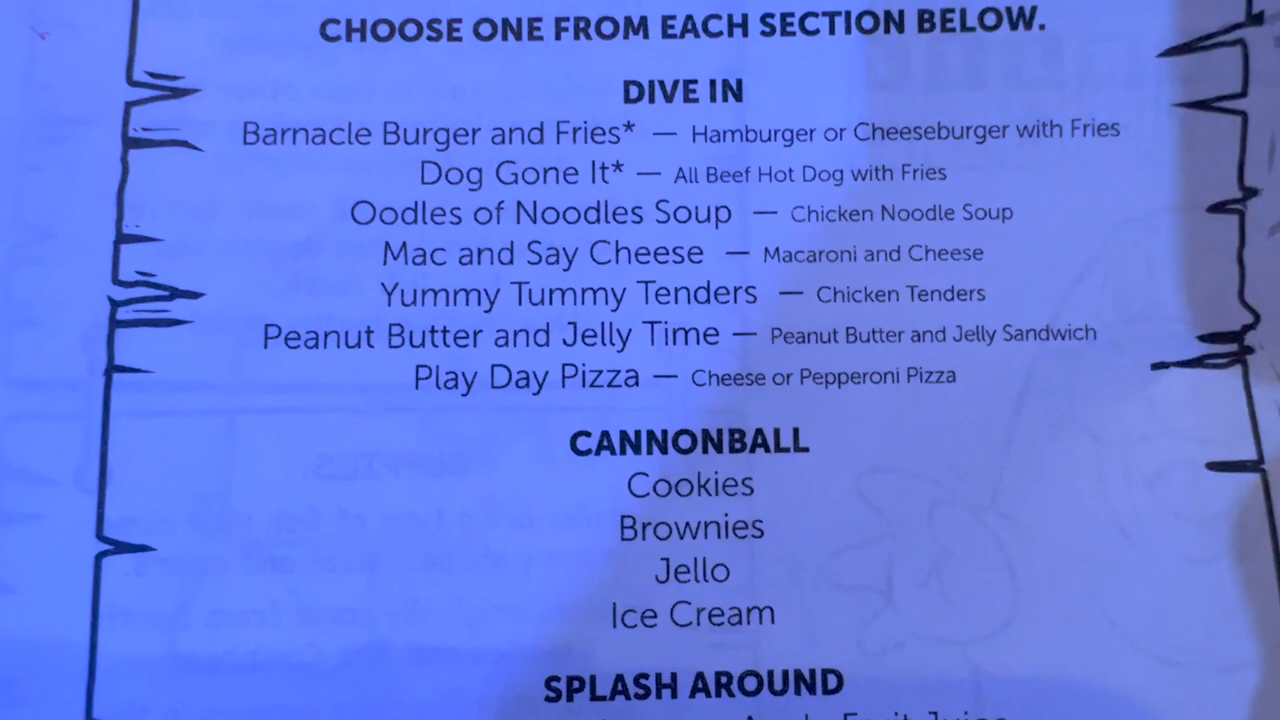 CHOOSE ONE FROM EACH SECTION BELOW.
DIVE IN
Barnacle Burger and Fries* — Hamburger or Cheeseburger with Fries
Dog Gone It* — All Beef Hot Dog with Fries
Oodles of Noodles Soup — Chicken Noodle Soup
Mac and Say Cheese — Macaroni and Cheese
Yummy Tummy Tenders — Chicken Tenders
Peanut Butter and Jelly Time — Peanut Butter and Jelly Sandwich
Play Day Pizza — Cheese or Pepperoni Pizza
CANNONBALL
Cookies
Brownies
Jello
Ice Cream
SPLASH AROUND